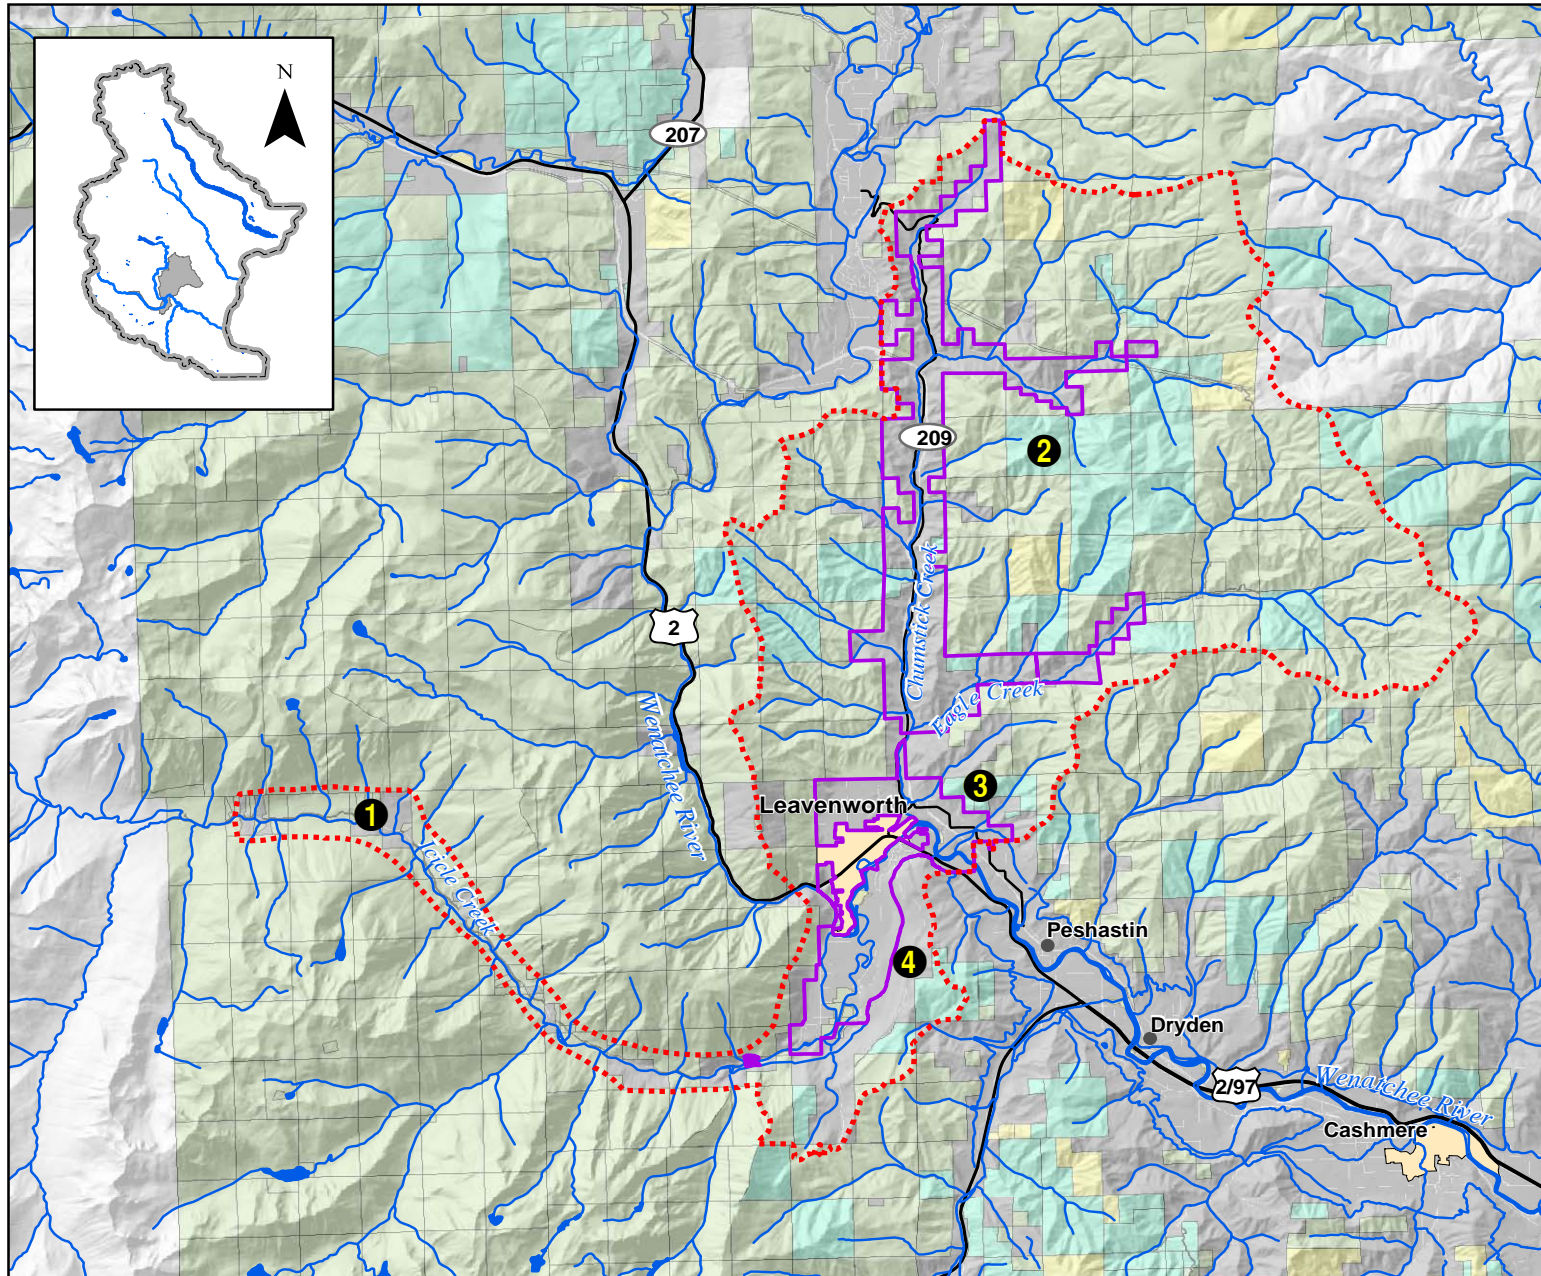 N
207
209
2
2
Chumstick Creek
Eagle Creek
Wenatchee River
3
1
Leavenworth
Icicle Creek
Peshastin
4
Dryden
2/97
Wenatchee River
Cashmere